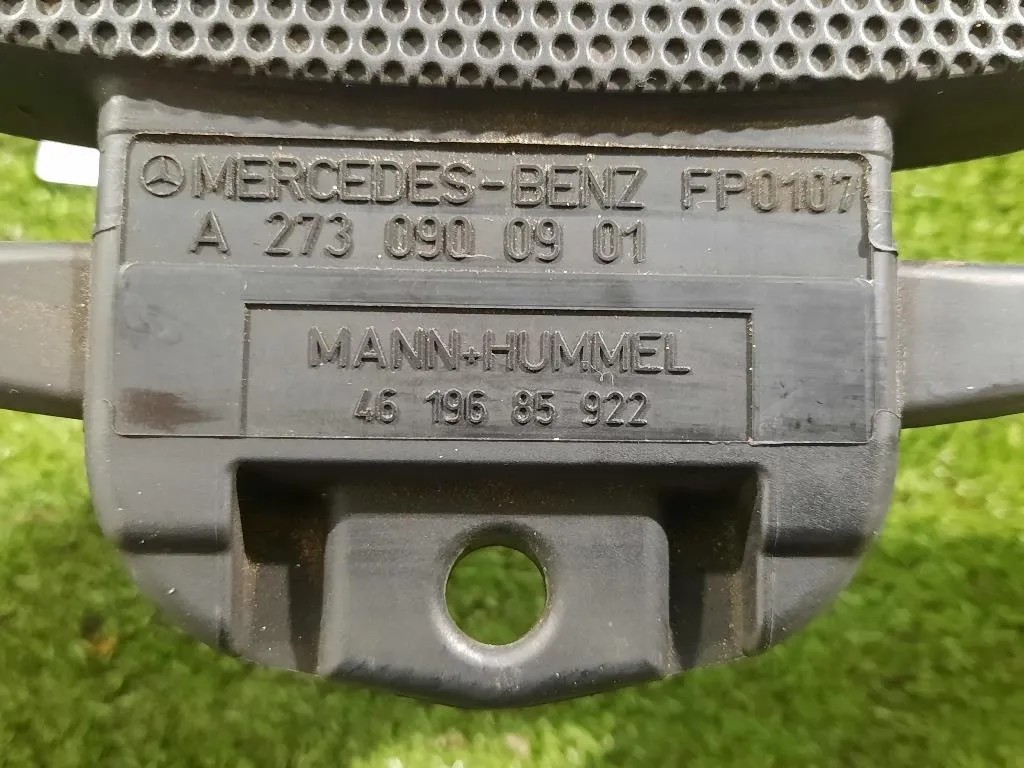 MERCEDES-BENZ FP0107
A 273 090 09 01
MANN+HUMMEL
46 196 85 922